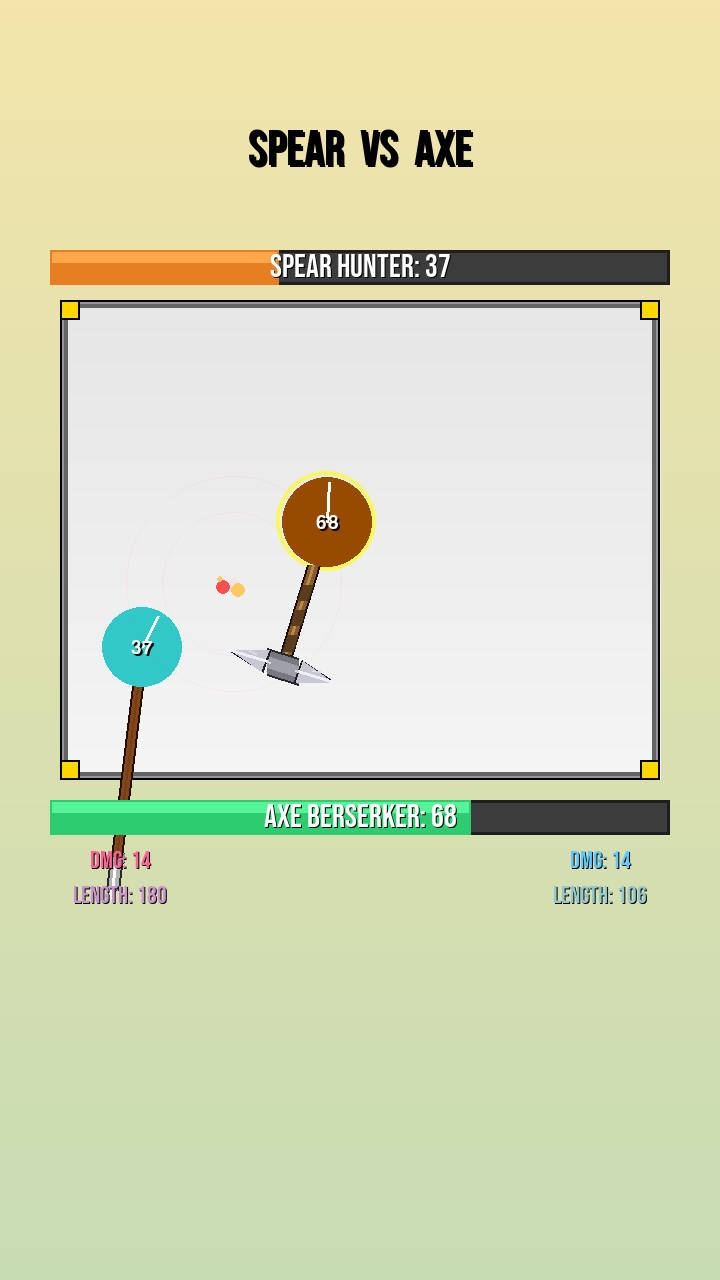 SPEAR VS AXE
SPEAR HUNTER: 37
68
37
AXE BERSERKER: 68
DMG: 14
DMG: 14
LENGTH: 180
LENGTH: 106